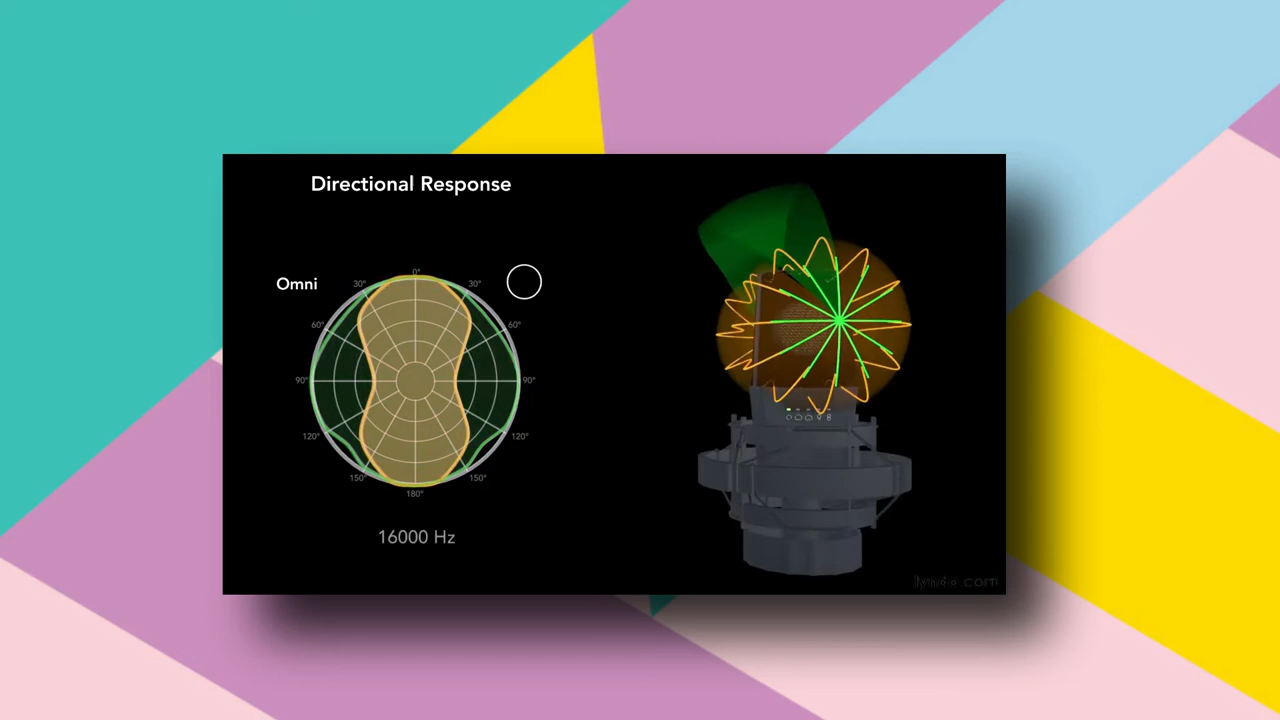 Directional Response
Omni
0°
30° 30°
60° 60°
90° 90°
120° 120°
150° 150°
180°
16000 Hz
lynda.com